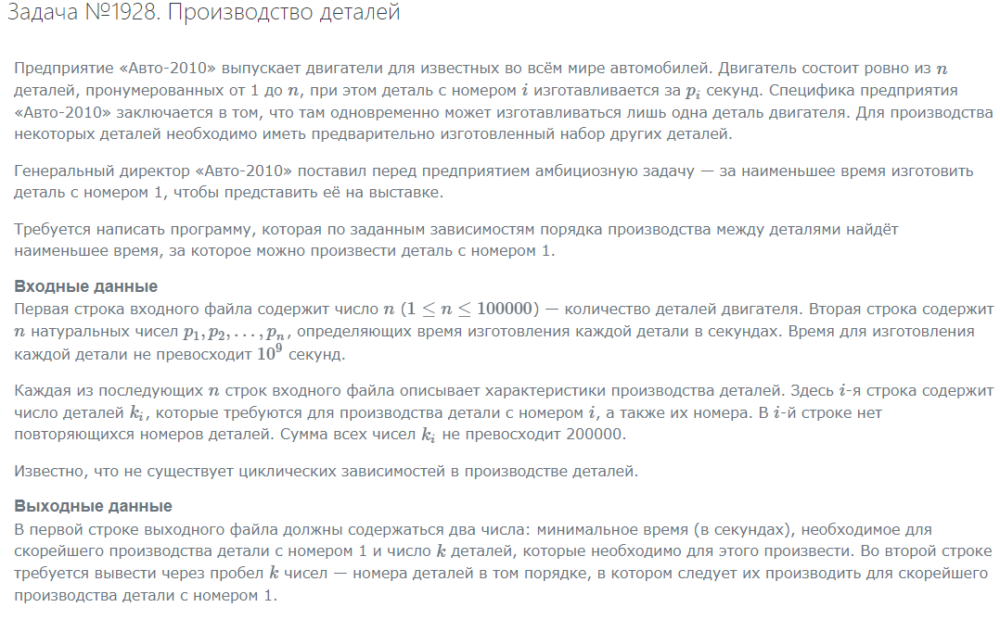 Задача №1928. Производство деталей
Предприятие «Авто-2010» выпускает двигатели для известных во всём мире автомобилей. Двигатель состоит ровно из n
деталей, пронумерованных от 1 до n, при этом деталь с номером i изготавливается за pᵢ секунд. Специфика предприятия
«Авто-2010» заключается в том, что там одновременно может изготавливаться лишь одна деталь двигателя. Для производства
некоторых деталей необходимо иметь предварительно изготовленный набор других деталей.
Генеральный директор «Авто-2010» поставил перед предприятием амбициозную задачу — за наименьшее время изготовить
деталь с номером 1, чтобы представить её на выставке.
Требуется написать программу, которая по заданным зависимостям порядка производства между деталями найдёт
наименьшее время, за которое можно произвести деталь с номером 1.
Входные данные
Первая строка входного файла содержит число n (1 ≤ n ≤ 100000) — количество деталей двигателя. Вторая строка содержит
n натуральных чисел p₁, p₂, . . . , pₙ, определяющих время изготовления каждой детали в секундах. Время для изготовления
каждой детали не превосходит 10⁹ секунд.
Каждая из последующих n строк входного файла описывает характеристики производства деталей. Здесь i-я строка содержит
число деталей kᵢ, которые требуются для производства детали с номером i, а также их номера. В i-й строке нет
повторяющихся номеров деталей. Сумма всех чисел kᵢ не превосходит 200000.
Известно, что не существует циклических зависимостей в производстве деталей.
Выходные данные
В первой строке выходного файла должны содержаться два числа: минимальное время (в секундах), необходимое для
скорейшего производства детали с номером 1 и число k деталей, которые необходимо для этого произвести. Во второй строке
требуется вывести через пробел k чисел — номера деталей в том порядке, в котором следует их производить для скорейшего
производства детали с номером 1.